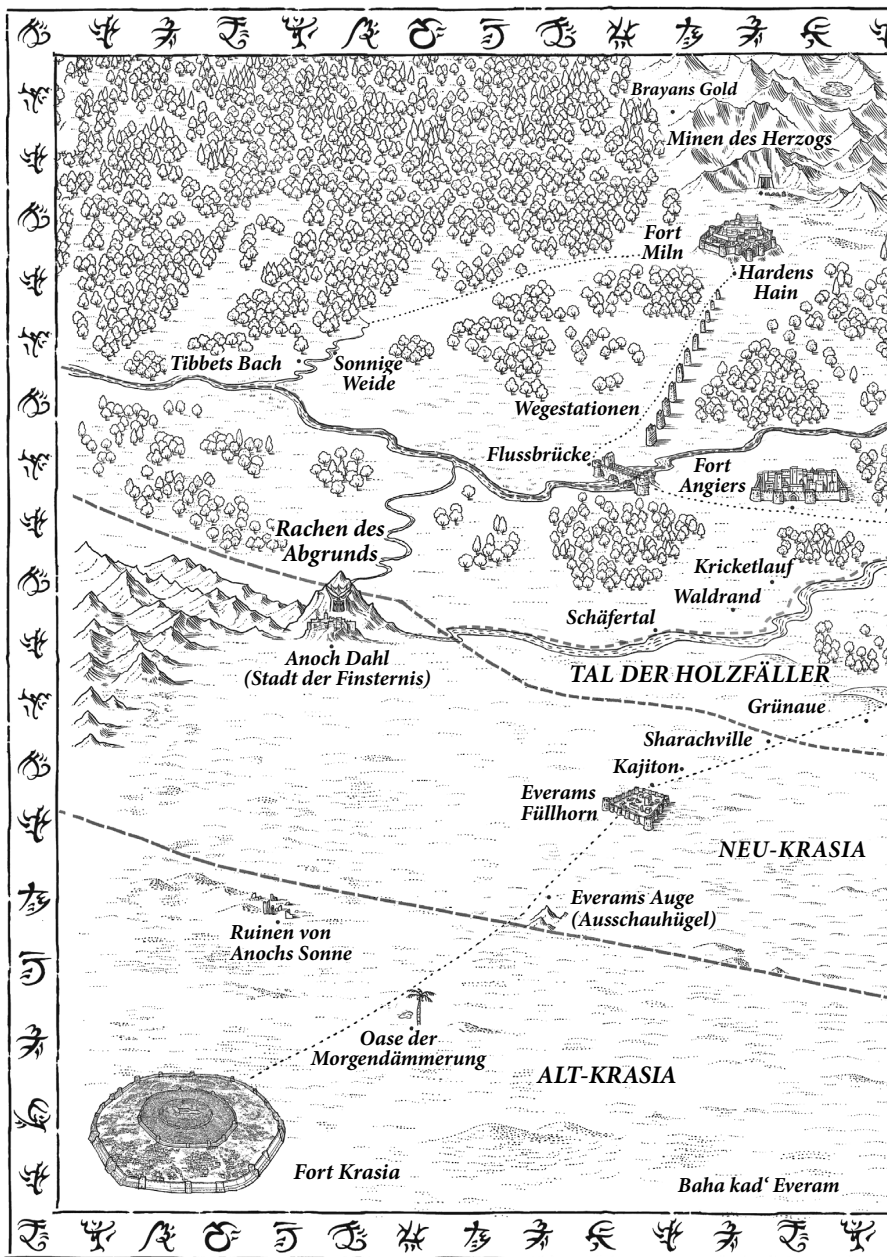 Brayans Gold
Minen des Herzogs
Fort
Miln
Hardens
Hain
Tibbets Bach
Sonnige
Weide
Wegestationen
Flussbrücke
Fort
Angiers
Rachen des
Abgrunds
Kricketlauf
Waldrand
Schäfertal
Anoch Dahl
(Stadt der Finsternis)
TAL DER HOLZFÄLLER
Grünaue
Sharachville
Kajiton
Everams
Füllhorn
NEU-KRASIA
Everams Auge
(Ausschauhügel)
Ruinen von
Anochs Sonne
Oase der
Morgendämmerung
ALT-KRASIA
Fort Krasia
Baha kad‘ Everam